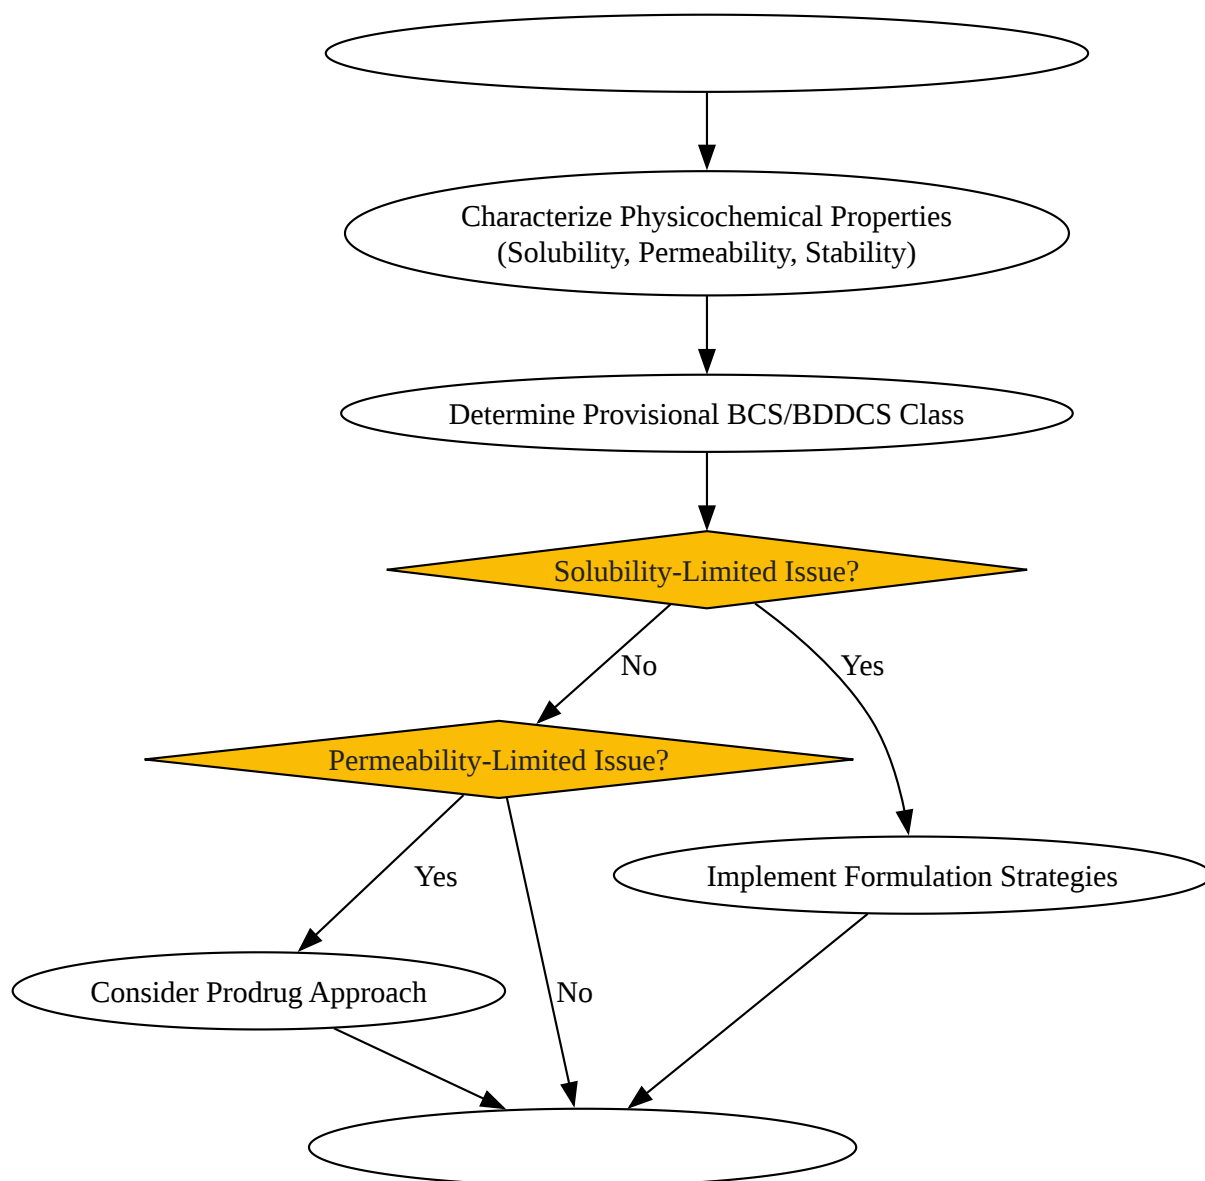 Characterize Physicochemical Properties
(Solubility, Permeability, Stability)
Determine Provisional BCS/BDDCS Class
Solubility-Limited Issue?
No
Yes
Permeability-Limited Issue?
Yes
Implement Formulation Strategies
Consider Prodrug Approach
No